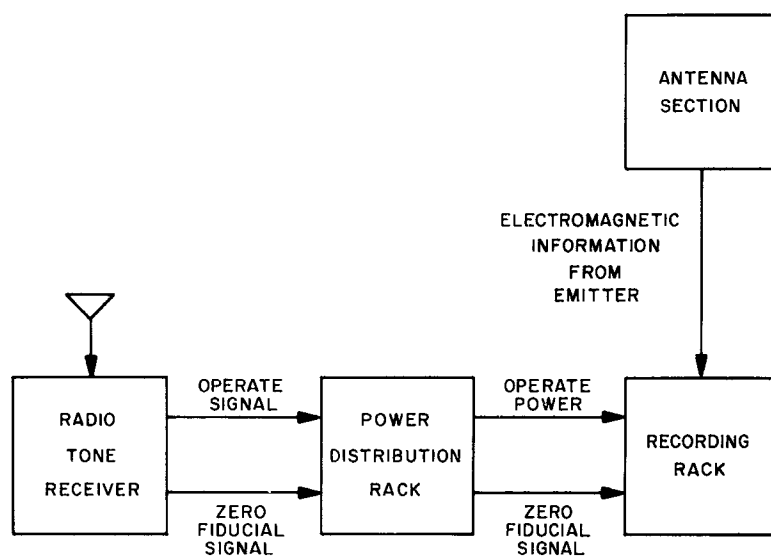 ANTENNA
SECTION
ELECTROMAGNETIC
INFORMATION
FROM
EMITTER
RADIO
TONE
RECEIVER
OPERATE
SIGNAL
ZERO
FIDUCIAL
SIGNAL
POWER
DISTRIBUTION
RACK
OPERATE
POWER
ZERO
FIDUCIAL
SIGNAL
RECORDING
RACK